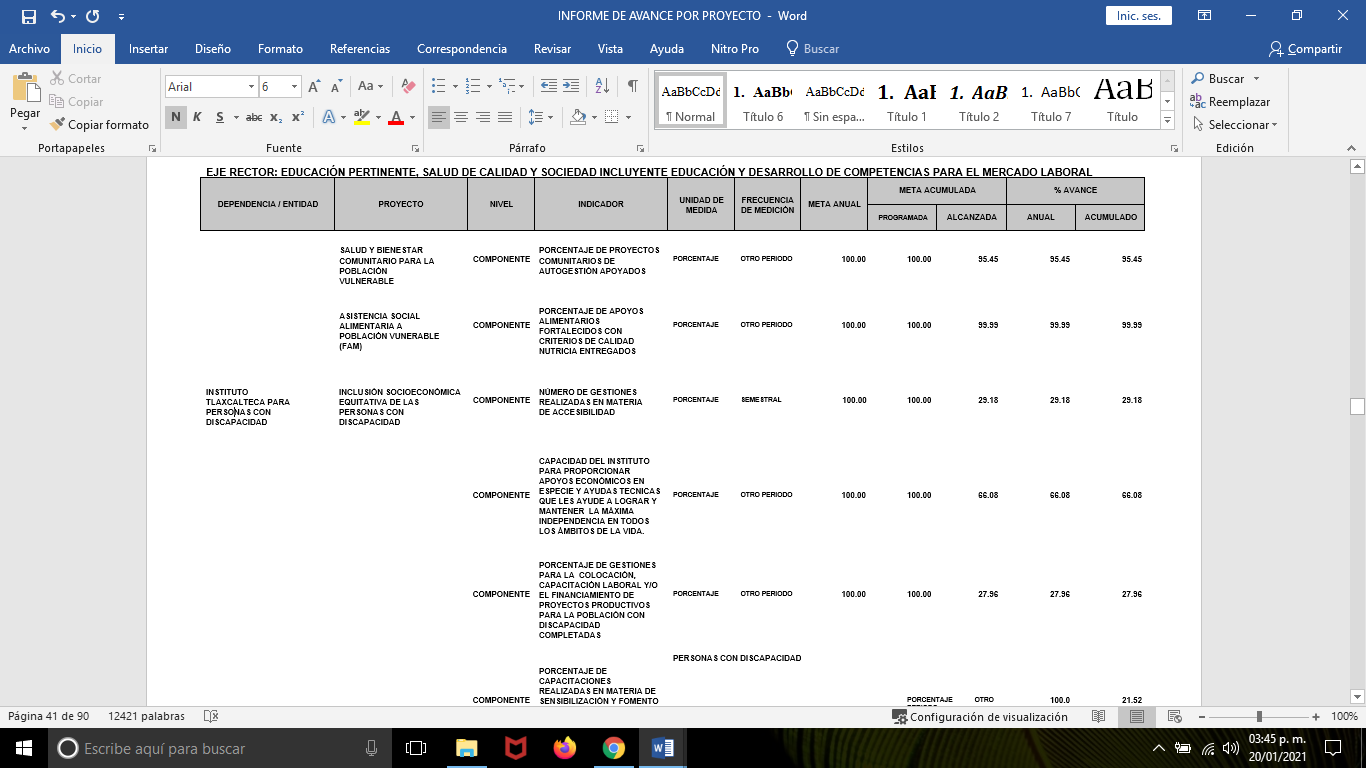 INFORME DE AVANCE POR PROYECTO - Word
Inic. ses.
Archivo Inicio Insertar Diseño Formato Referencias Correspondencia Revisar Vista Ayuda Nitro Pro Buscar Compartir
Pegar
Cortar
Copiar
Copiar formato
Portapapeles
Arial 6
N K S abc x₂ x²
Fuente
Párrafo
AaBbCcDd 1. AaBb( AaBbCcDd 1. AaI 1. AaB 1. AaBb( AaB
¶ Normal Título 6 ¶ Sin espa... Título 1 Título 2 Título 7 Título
Estilos
Buscar
Reemplazar
Seleccionar
Edición
EJE RECTOR: EDUCACIÓN PERTINENTE, SALUD DE CALIDAD Y SOCIEDAD INCLUYENTE EDUCACIÓN Y DESARROLLO DE COMPETENCIAS PARA EL MERCADO LABORAL
DEPENDENCIA / ENTIDAD PROYECTO NIVEL INDICADOR UNIDAD DE MEDIDA FRECUENCIA DE MEDICIÓN META ANUAL META ACUMULADA % AVANCE
PROGRAMADA ALCANZADA ANUAL ACUMULADO
SALUD Y BIENESTAR
COMUNITARIO PARA LA
POBLACIÓN
VULNERABLE
COMPONENTE
PORCENTAJE DE PROYECTOS
COMUNITARIOS DE
AUTOGESTIÓN APOYADOS
PORCENTAJE OTRO PERIODO 100.00 100.00 95.45 95.45 95.45
ASISTENCIA SOCIAL
ALIMENTARIA A
POBLACIÓN VUNERABLE
(FAM)
COMPONENTE
PORCENTAJE DE APOYOS
ALIMENTARIOS
FORTALECIDOS CON
CRITERIOS DE CALIDAD
NUTRICIA ENTREGADOS
PORCENTAJE OTRO PERIODO 100.00 100.00 99.99 99.99 99.99
INSTITUTO
TLAXCALTECA PARA
PERSONAS CON
DISCAPACIDAD
INCLUSIÓN SOCIOECONÓMICA
EQUITATIVA DE LAS
PERSONAS CON
DISCAPACIDAD
COMPONENTE
NÚMERO DE GESTIONES
REALIZADAS EN MATERIA
DE ACCESIBILIDAD
PORCENTAJE SEMESTRAL 100.00 100.00 29.18 29.18 29.18
COMPONENTE
CAPACIDAD DEL INSTITUTO
PARA PROPORCIONAR
APOYOS ECONÓMICOS EN
ESPECIE Y AYUDAS TECNICAS
QUE LES AYUDE A LOGRAR Y
MANTENER LA MÁXIMA
INDEPENDENCIA EN TODOS
LOS ÁMBITOS DE LA VIDA.
PORCENTAJE OTRO PERIODO 100.00 100.00 66.08 66.08 66.08
COMPONENTE
PORCENTAJE DE GESTIONES
PARA LA COLOCACIÓN,
CAPACITACIÓN LABORAL Y/O
EL FINANCIAMIENTO DE
PROYECTOS PRODUCTIVOS
PARA LA POBLACIÓN CON
DISCAPACIDAD
COMPLETADAS
PORCENTAJE OTRO PERIODO 100.00 100.00 27.96 27.96 27.96
PERSONAS CON DISCAPACIDAD
COMPONENTE
PORCENTAJE DE
CAPACITACIONES
REALIZADAS EN MATERIA DE
SENSIBILIZACIÓN Y FOMENTO
PORCENTAJE OTRO 100.0 21.52
Página 41 de 90 12421 palabras Configuración de visualización 100%
Escribe aquí para buscar
03:45 p. m.
20/01/2021